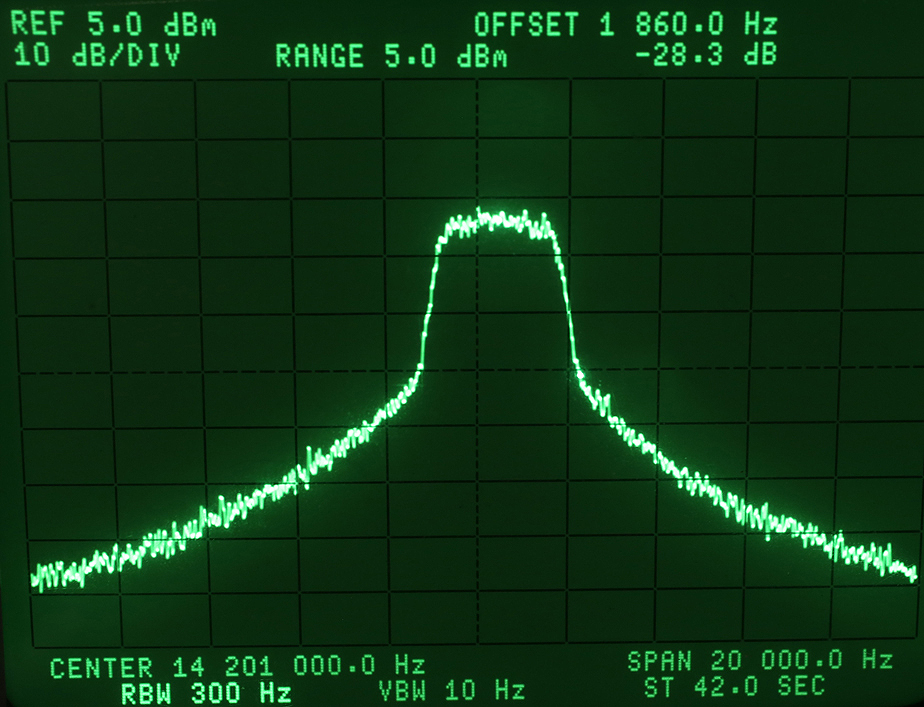 REF 5.0 dBm OFFSET 1 860.0 Hz
10 dB/DIV RANGE 5.0 dBm -28.3 dB
CENTER 14 201 000.0 Hz SPAN 20 000.0 Hz
RBW 300 Hz VBW 10 Hz ST 42.0 SEC